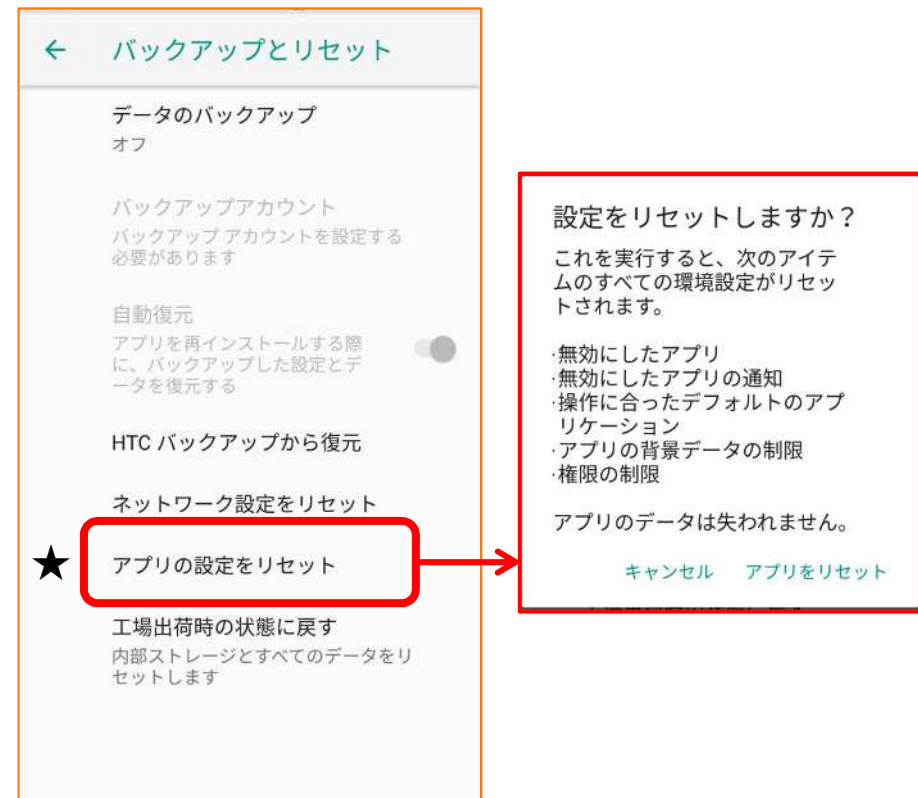 ← バックアップとリセット
データのバックアップ
オフ
バックアップアカウント
バックアップ アカウントを設定する
必要があります
自動復元
アプリを再インストールする際
に、バックアップした設定とデ
ータを復元する
HTC バックアップから復元
ネットワーク設定をリセット
★ アプリの設定をリセット
工場出荷時の状態に戻す
内部ストレージとすべてのデータをリ
セットします
設定をリセットしますか？
これを実行すると、次のアイテ
ムのすべての環境設定がリセッ
トされます。
·無効にしたアプリ
·無効にしたアプリの通知
·操作に合ったデフォルトのアプ
リケーション
·アプリの背景データの制限
·権限の制限
アプリのデータは失われません。
キャンセル アプリをリセット